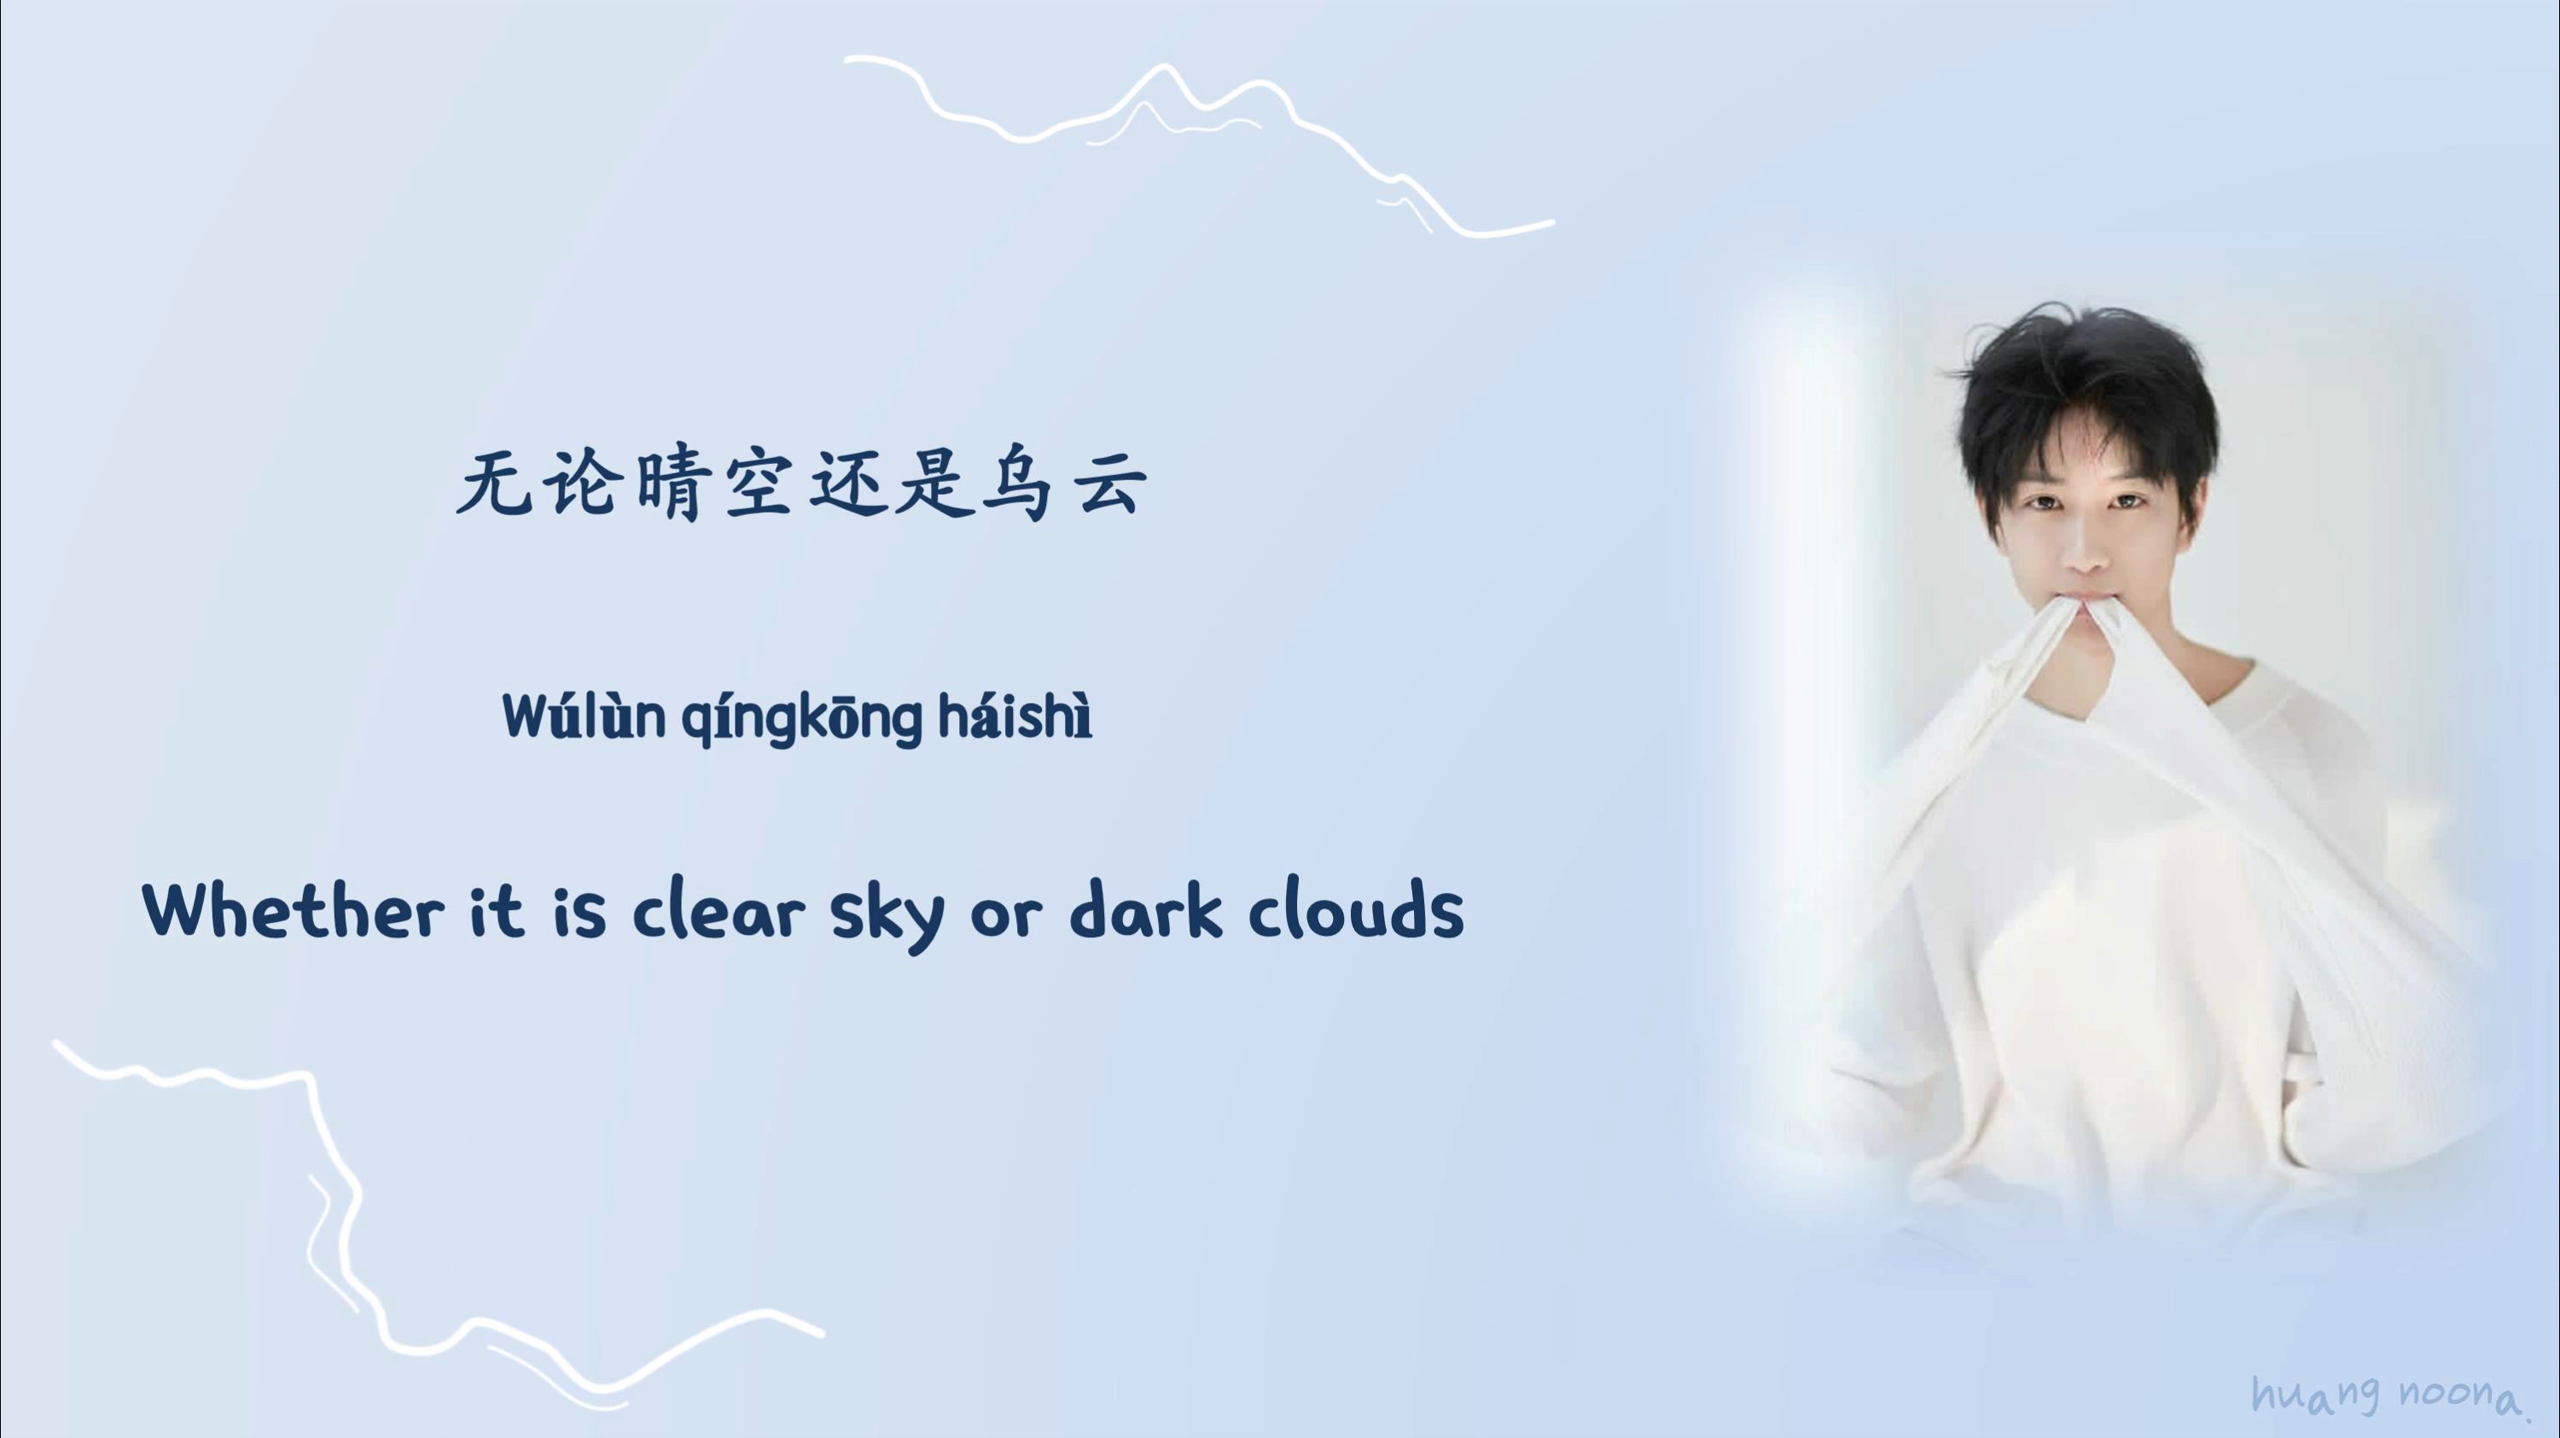 无论晴空还是乌云
Wúlùn qíngkōng háishì
Whether it is clear sky or dark clouds
huang noona.